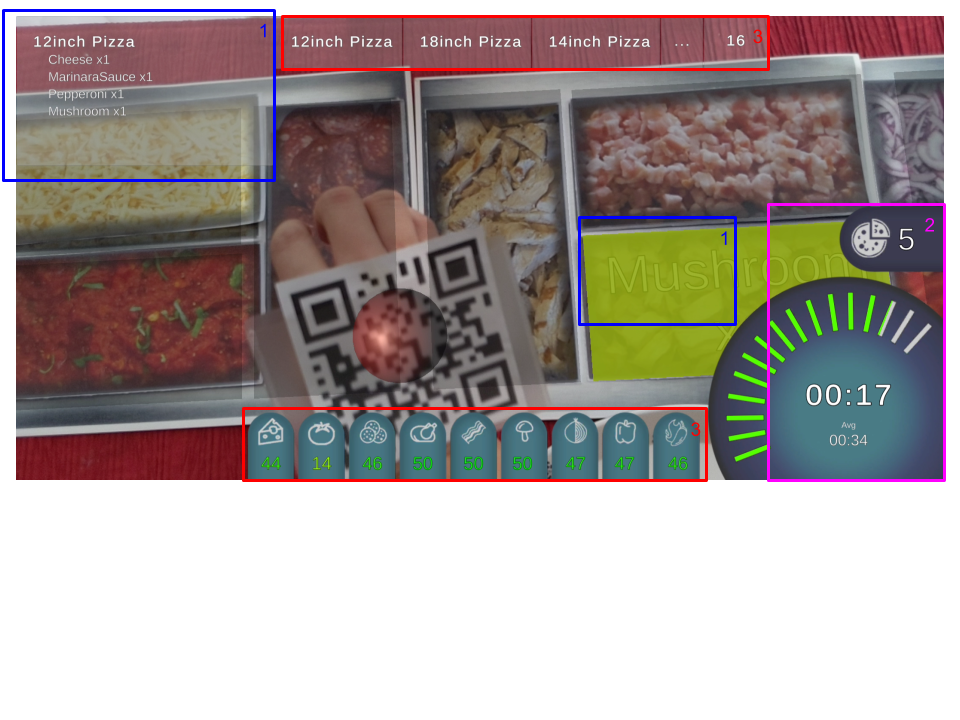 12inch Pizza
Cheese x1
MarinaraSauce x1
Pepperoni x1
Mushroom x1
1
12inch Pizza
18inch Pizza
14inch Pizza
...
16
3
Mushroom
1
5
2
00:17
Avg
00:34
44
14
46
50
50
50
47
47
46
3